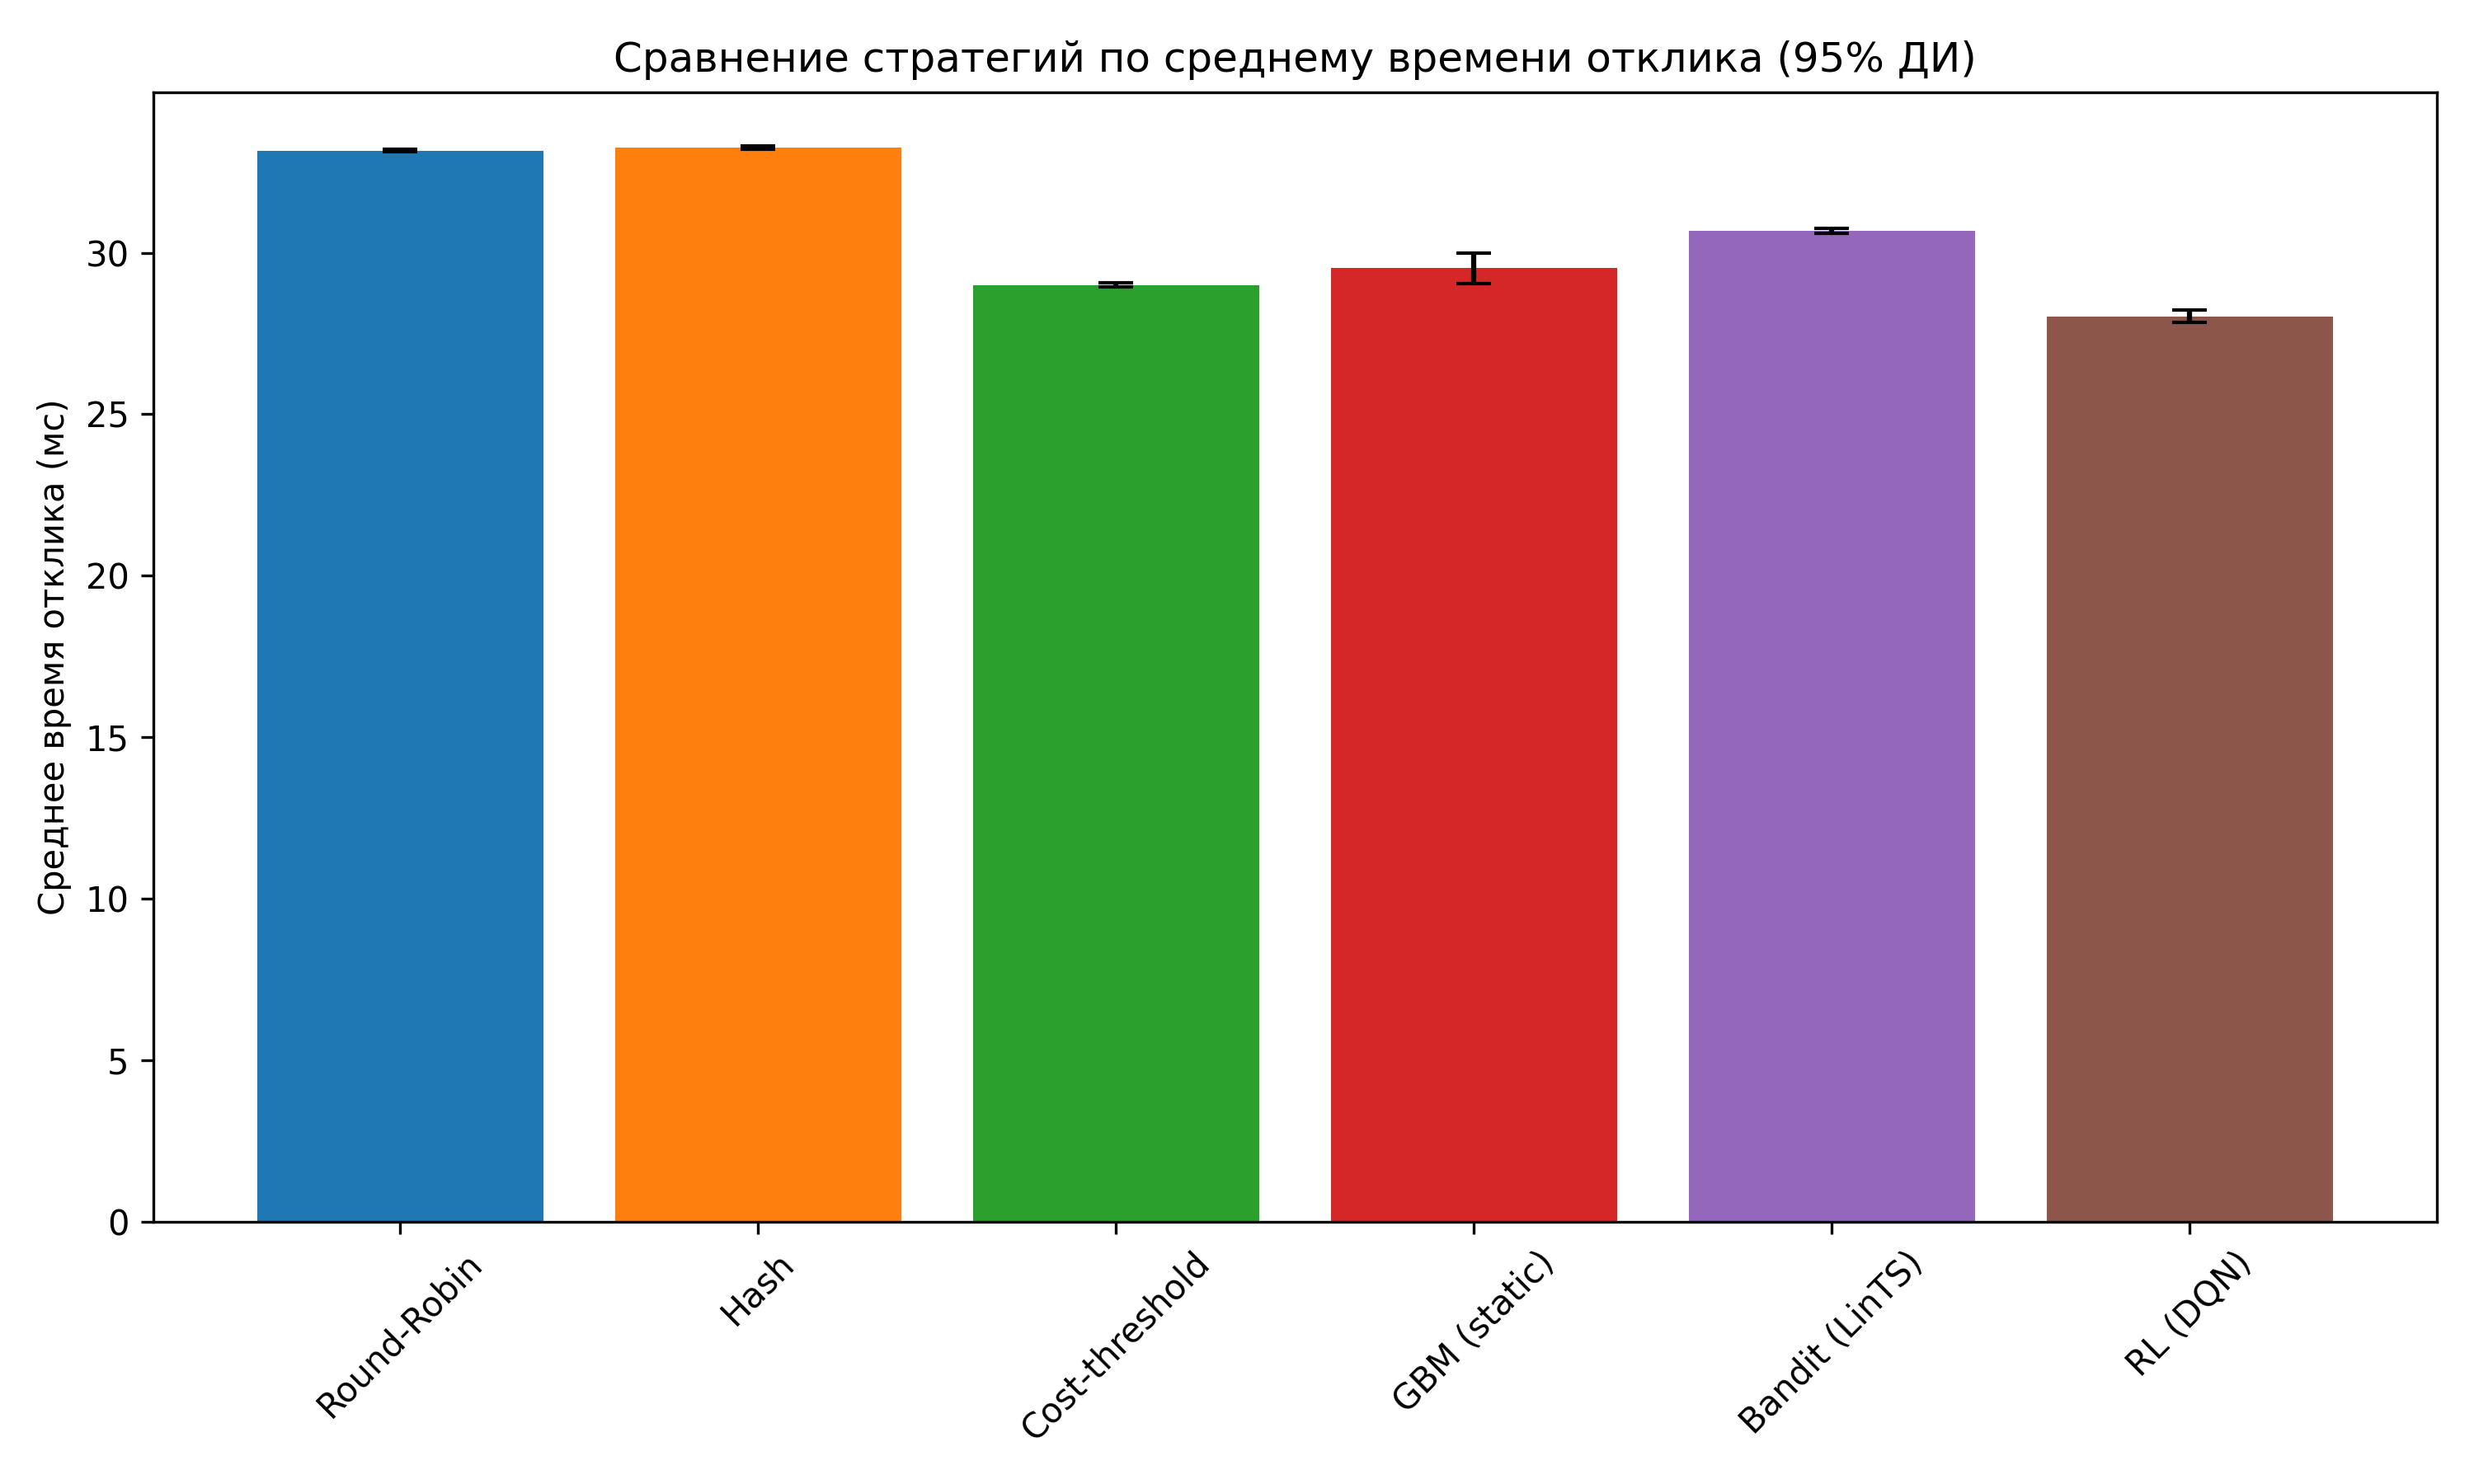 Сравнение стратегий по среднему времени отклика (95% ДИ)
Среднее время отклика (мс)
30
25
20
15
10
5
0
Round-Robin
Hash
Cost-threshold
GBM (static)
Bandit (LinTS)
RL (DQN)